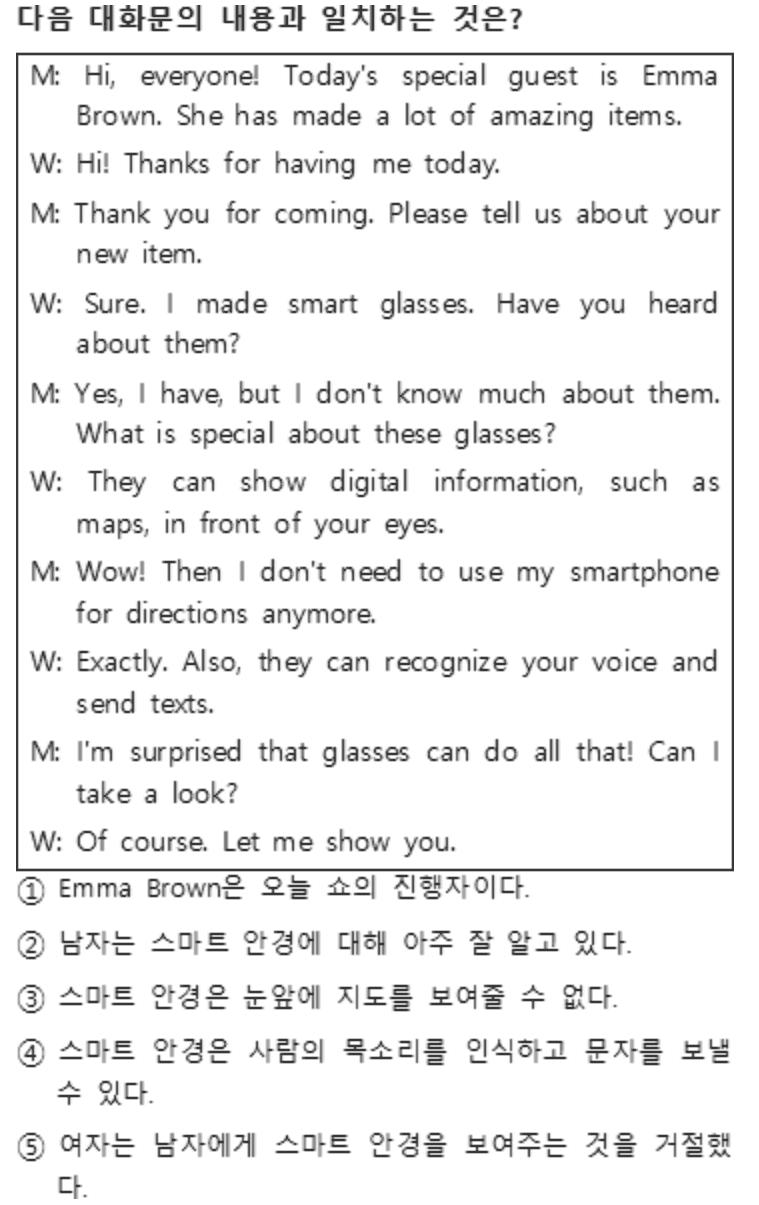 다음 대화문의 내용과 일치하는 것은?
M: Hi, everyone! Today's special guest is Emma
Brown. She has made a lot of amazing items.
W: Hi! Thanks for having me today.
M: Thank you for coming. Please tell us about your
new item.
W: Sure. I made smart glasses. Have you heard
about them?
M: Yes, I have, but I don't know much about them.
What is special about these glasses?
W: They can show digital information, such as
maps, in front of your eyes.
M: Wow! Then I don't need to use my smartphone
for directions anymore.
W: Exactly. Also, they can recognize your voice and
send texts.
M: I'm surprised that glasses can do all that! Can I
take a look?
W: Of course. Let me show you.
① Emma Brown은 오늘 쇼의 진행자이다.
② 남자는 스마트 안경에 대해 아주 잘 알고 있다.
③ 스마트 안경은 눈앞에 지도를 보여줄 수 없다.
④ 스마트 안경은 사람의 목소리를 인식하고 문자를 보낼
수 있다.
⑤ 여자는 남자에게 스마트 안경을 보여주는 것을 거절했
다.